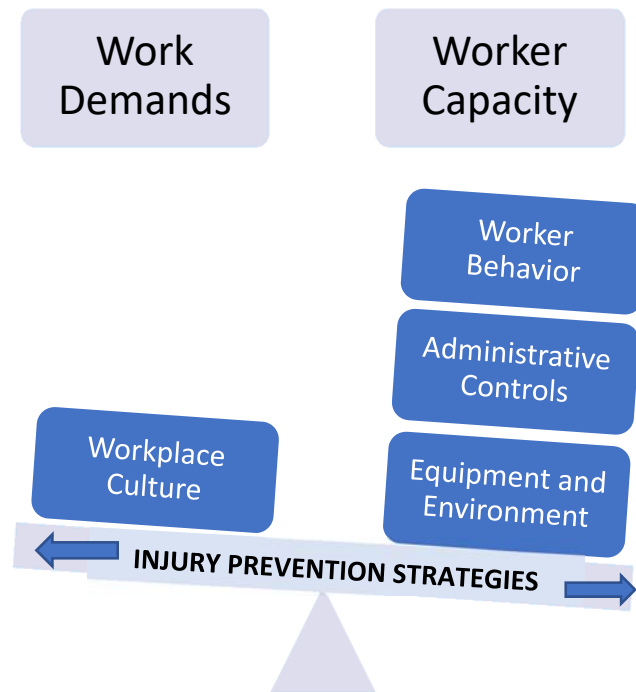 Work
Demands
Worker
Capacity
Worker
Behavior
Administrative
Controls
Workplace
Culture
Equipment and
Environment
INJURY PREVENTION STRATEGIES